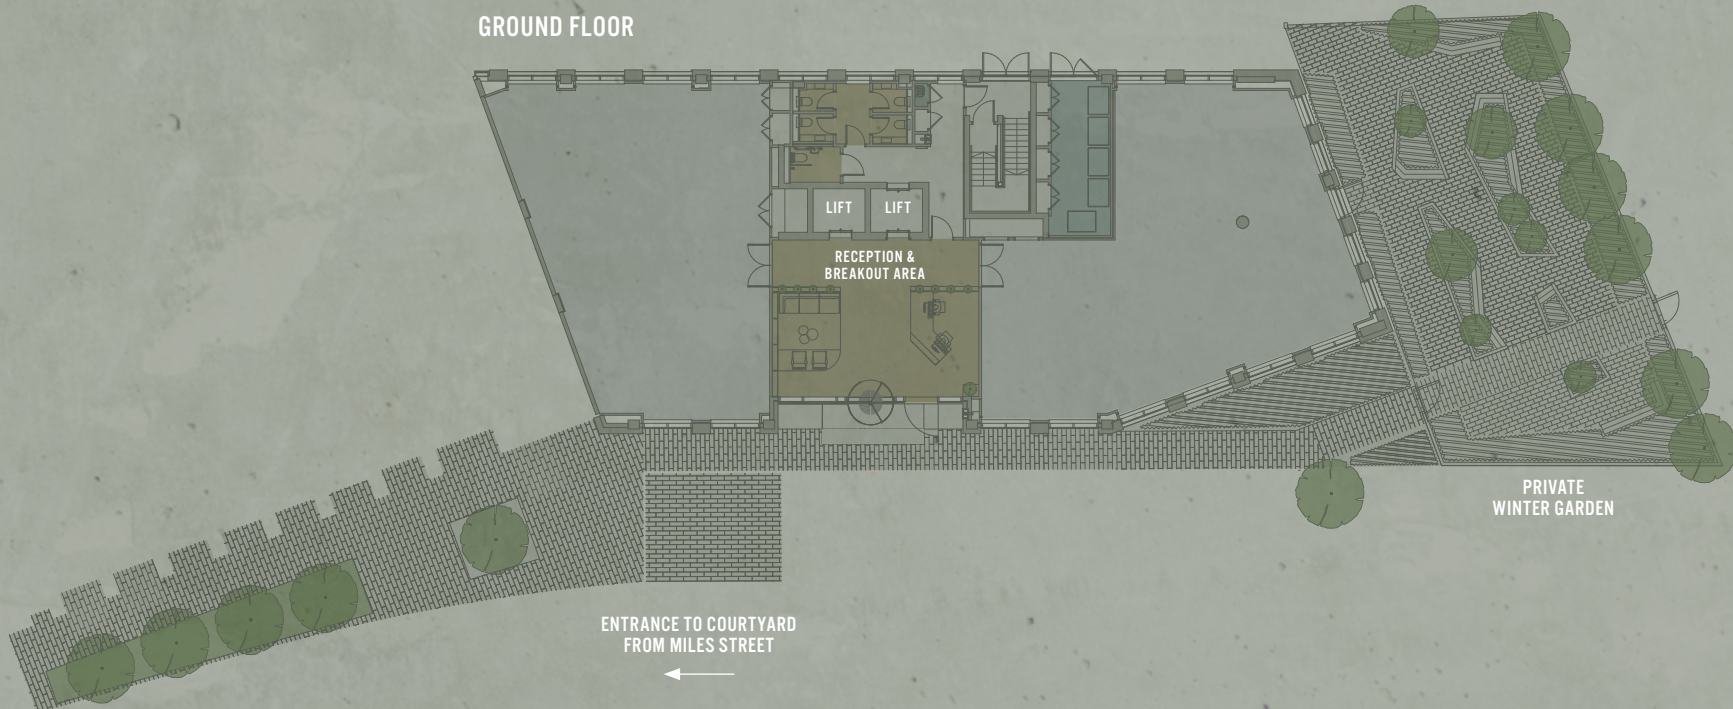 GROUND FLOOR
LIFT
LIFT
RECEPTION &
BREAKOUT AREA
PRIVATE
WINTER GARDEN
ENTRANCE TO COURTYARD
FROM MILES STREET